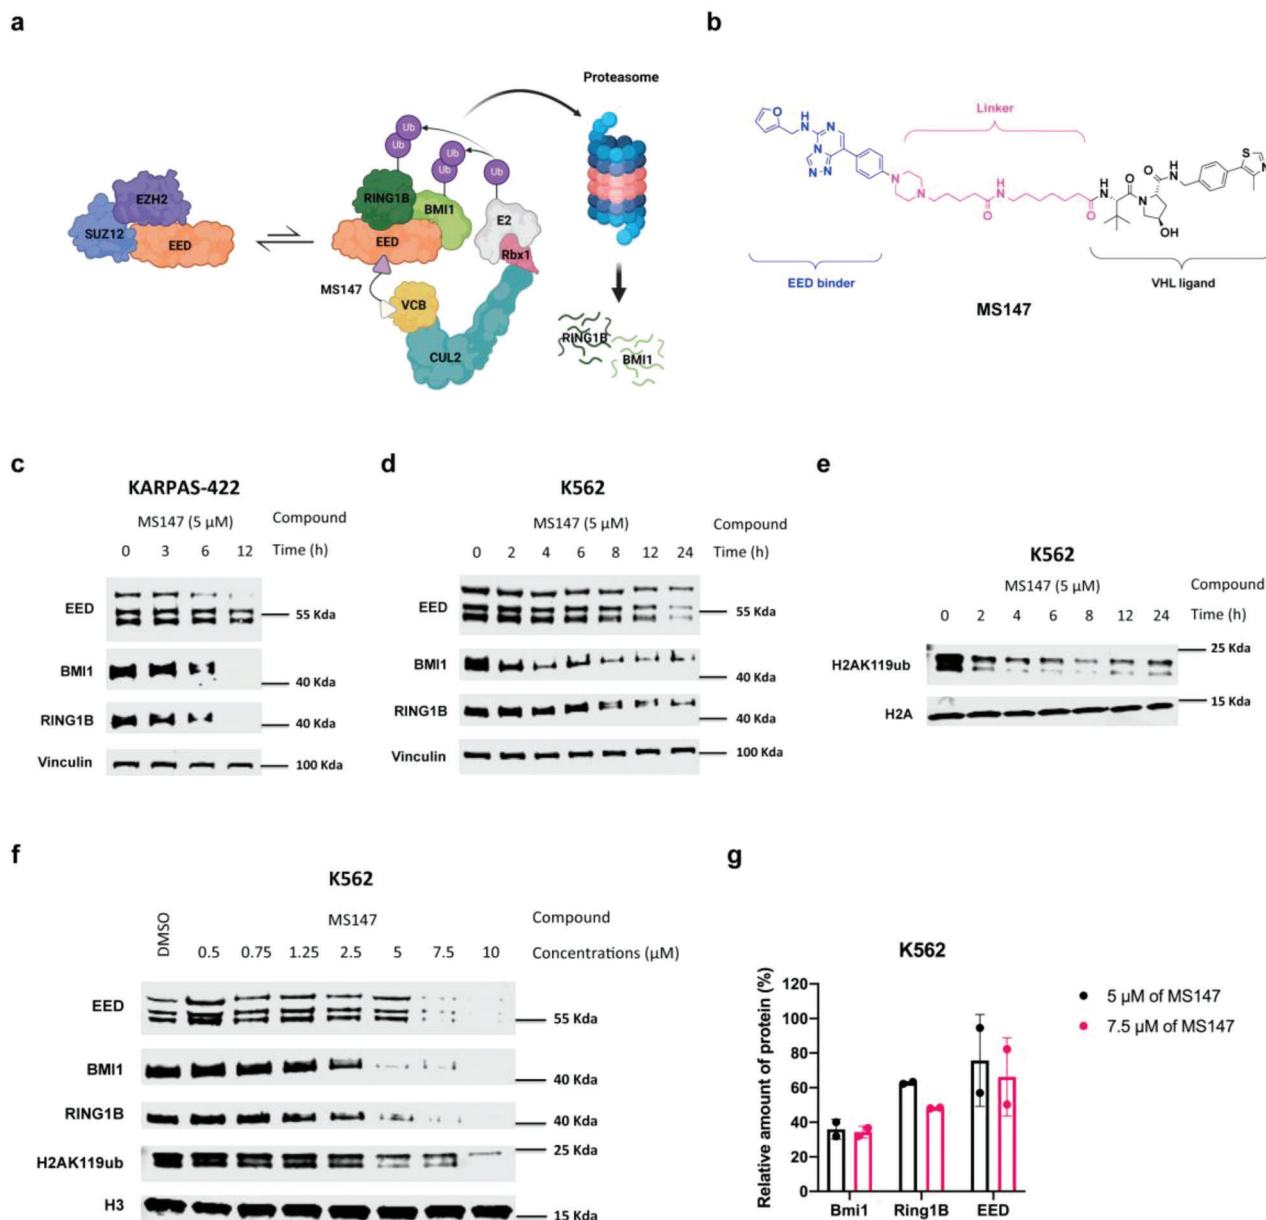 a
Proteasome
Ub
Ub
Ub
Ub
Ub
EZH2
SUZ12
EED
RING1B
BMI1
EED
E2
Rbx1
MS147
VCB
CUL2
RING1B
BMI1
b
Linker
O
H
N
N
N
N
N
N
N
N
H
N
O
O
H
N
O
N
O
H
N
S
N
OH
EED binder
VHL ligand
MS147
c
KARPAS-422
MS147 (5 µM) Compound
0 3 6 12 Time (h)
EED
55 Kda
BMI1
40 Kda
RING1B
40 Kda
Vinculin
100 Kda
d
K562
MS147 (5 µM) Compound
0 2 4 6 8 12 24 Time (h)
EED
55 Kda
BMI1
40 Kda
RING1B
40 Kda
Vinculin
100 Kda
e
K562
MS147 (5 µM) Compound
0 2 4 6 8 12 24 Time (h)
25 Kda
H2AK119ub
15 Kda
H2A
f
K562
DMSO
MS147 Compound
0.5 0.75 1.25 2.5 5 7.5 10 Concentrations (µM)
EED
55 Kda
BMI1
40 Kda
RING1B
40 Kda
H2AK119ub
25 Kda
H3
15 Kda
g
K562
Relative amount of protein (%)
120
100
80
60
40
20
0
Bmi1 Ring1B EED
5 µM of MS147
7.5 µM of MS147